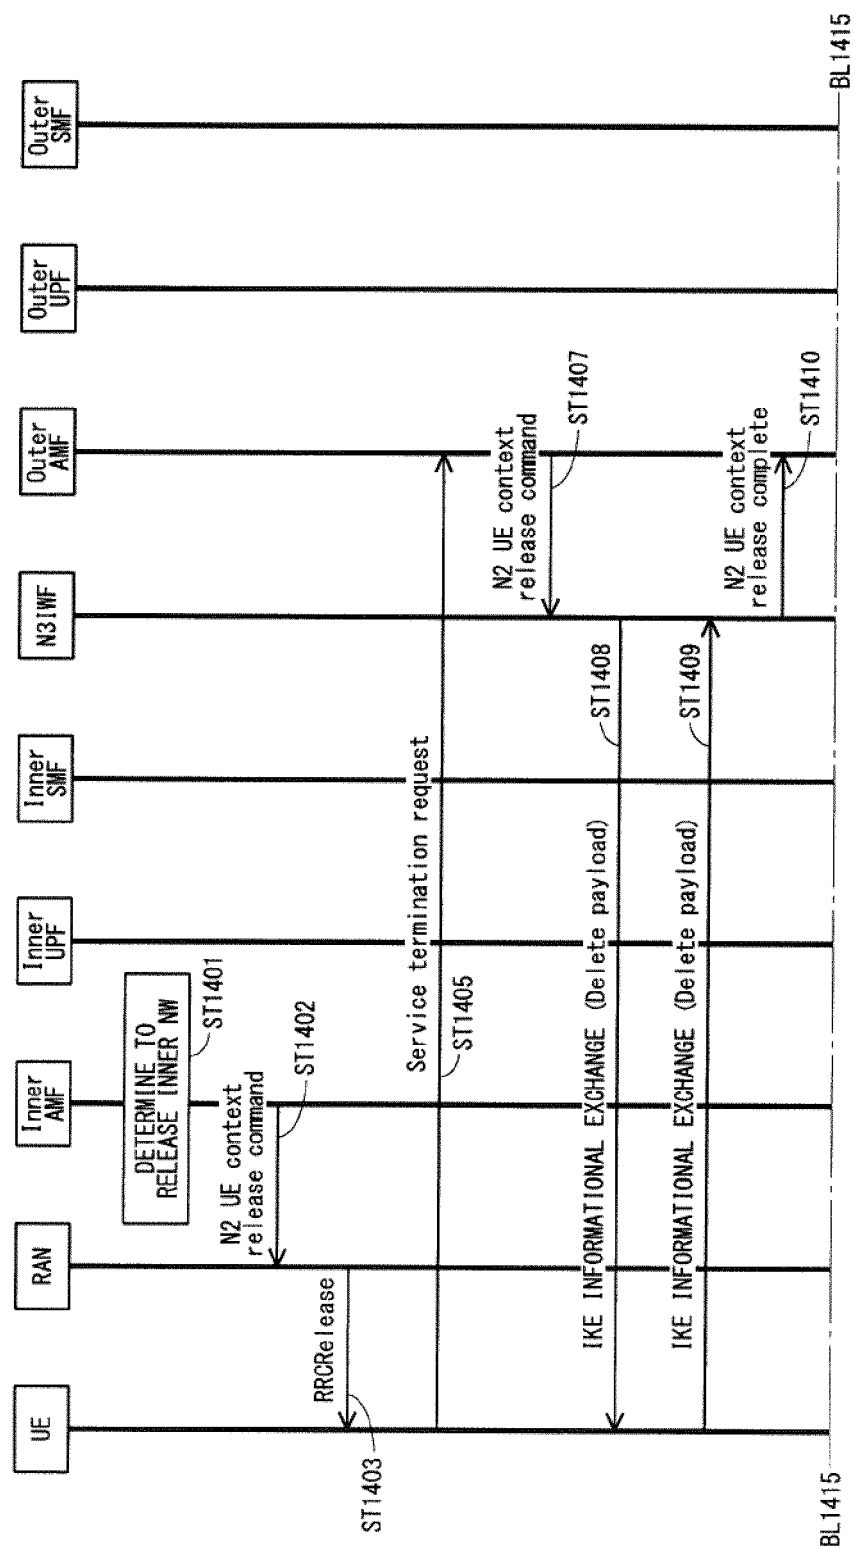 UE
RAN
Inner
AMF
Inner
UPF
Inner
SMF
N3IWF
Outer
AMF
Outer
UPF
Outer
SMF
DETERMINE TO
RELEASE INNER NW
ST1401
N2 UE context
release command
ST1402
RRCRelease
ST1403
Service termination request
ST1405
N2 UE context
release command
ST1407
IKE INFORMATIONAL EXCHANGE (Delete payload)
ST1408
IKE INFORMATIONAL EXCHANGE (Delete payload)
ST1409
N2 UE context
release complete
ST1410
BL1415
BL1415